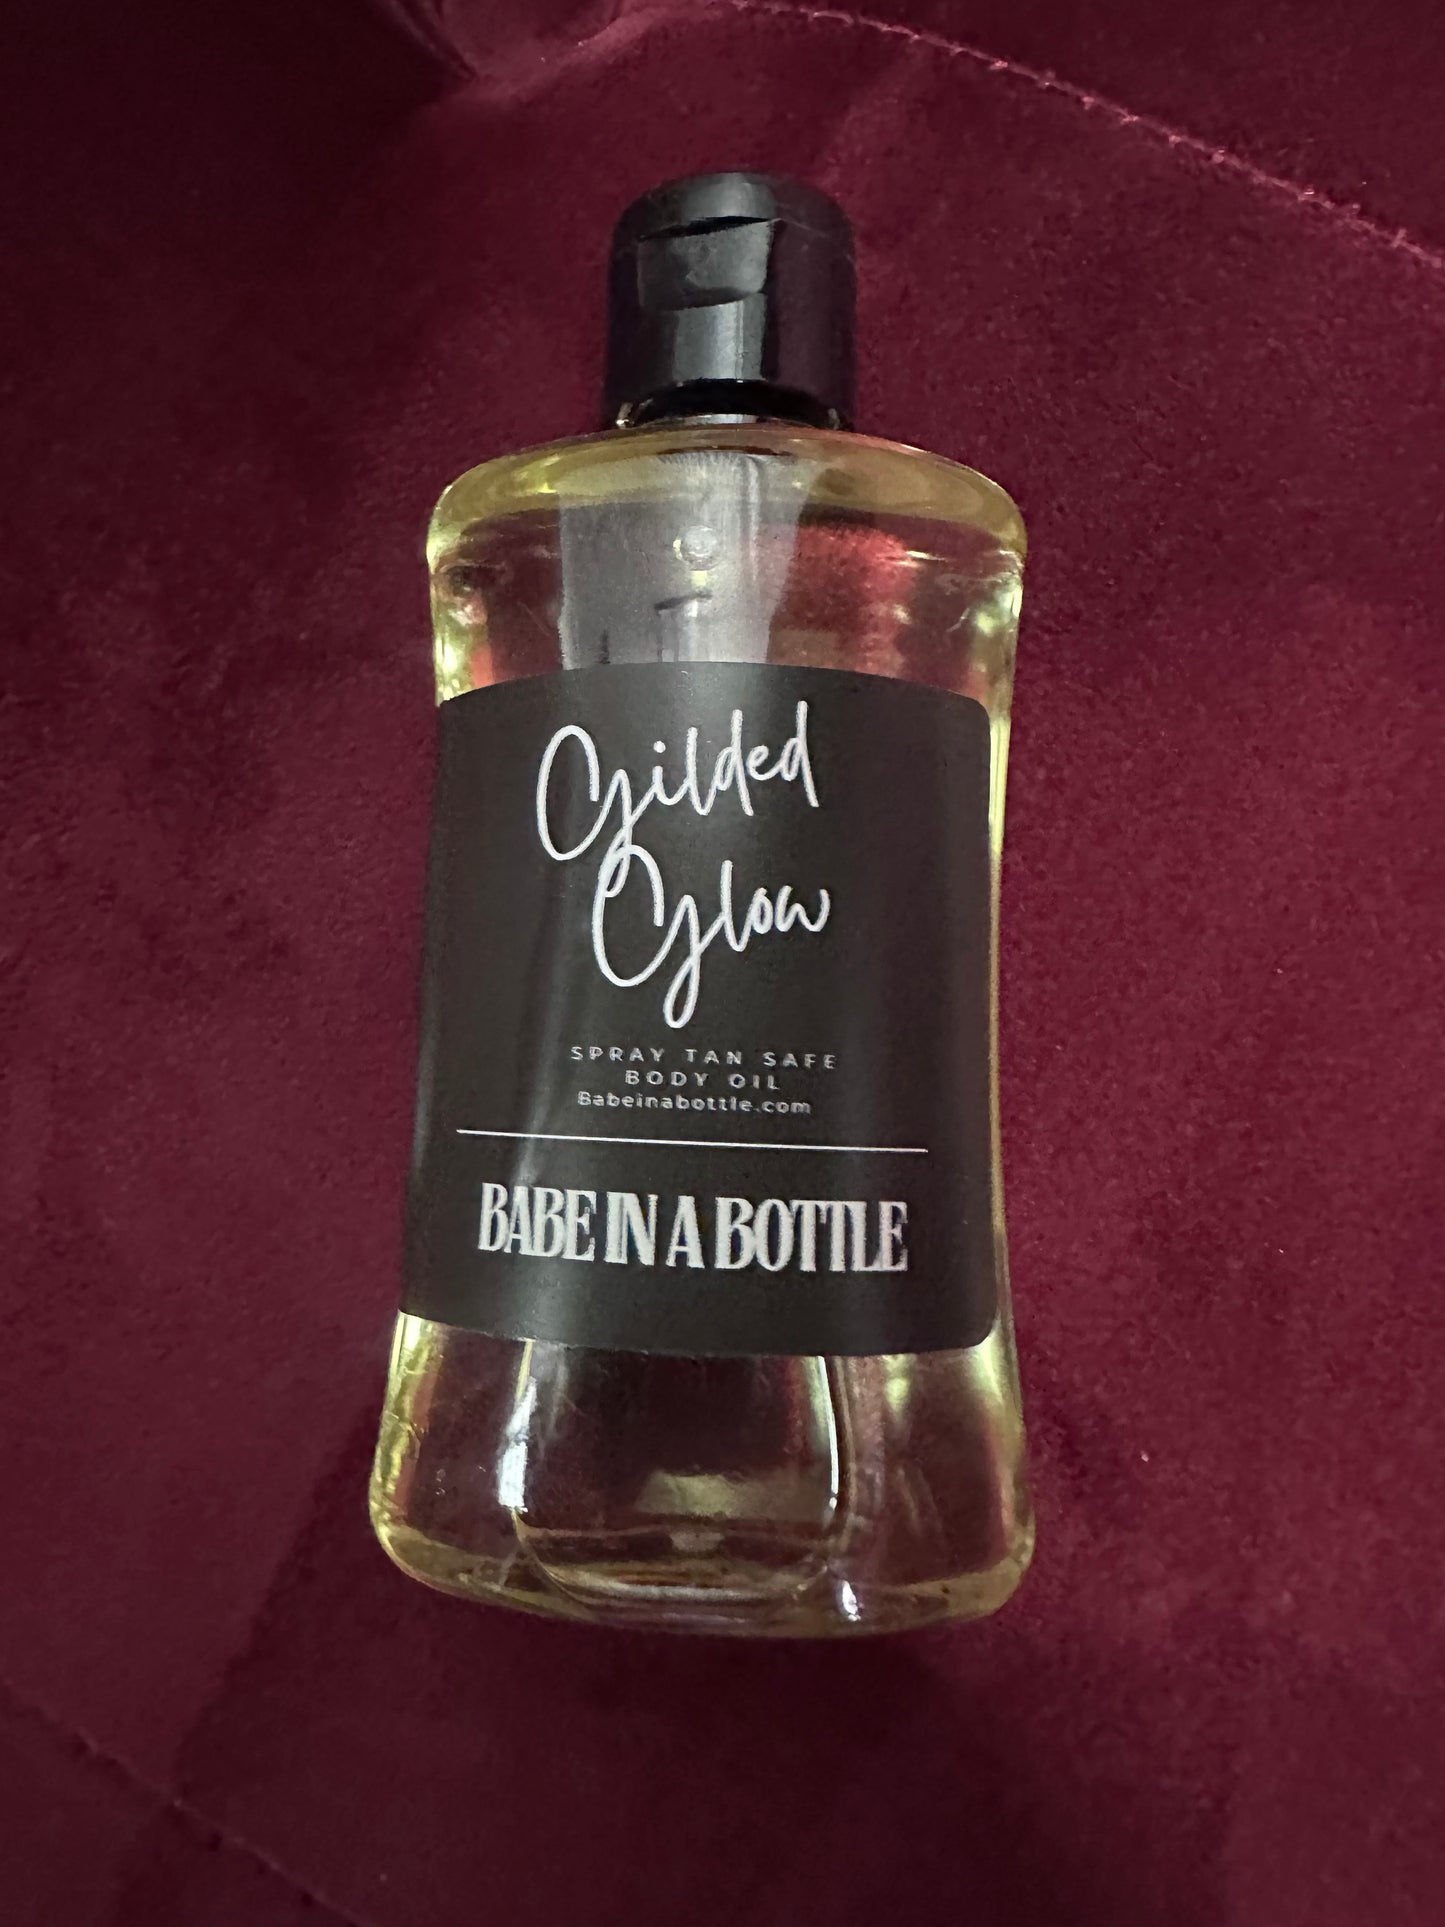 Gilded
Glow
SPRAY TAN SAFE
BODY OIL
Babeinabottle.com
BABE IN A BOTTLE